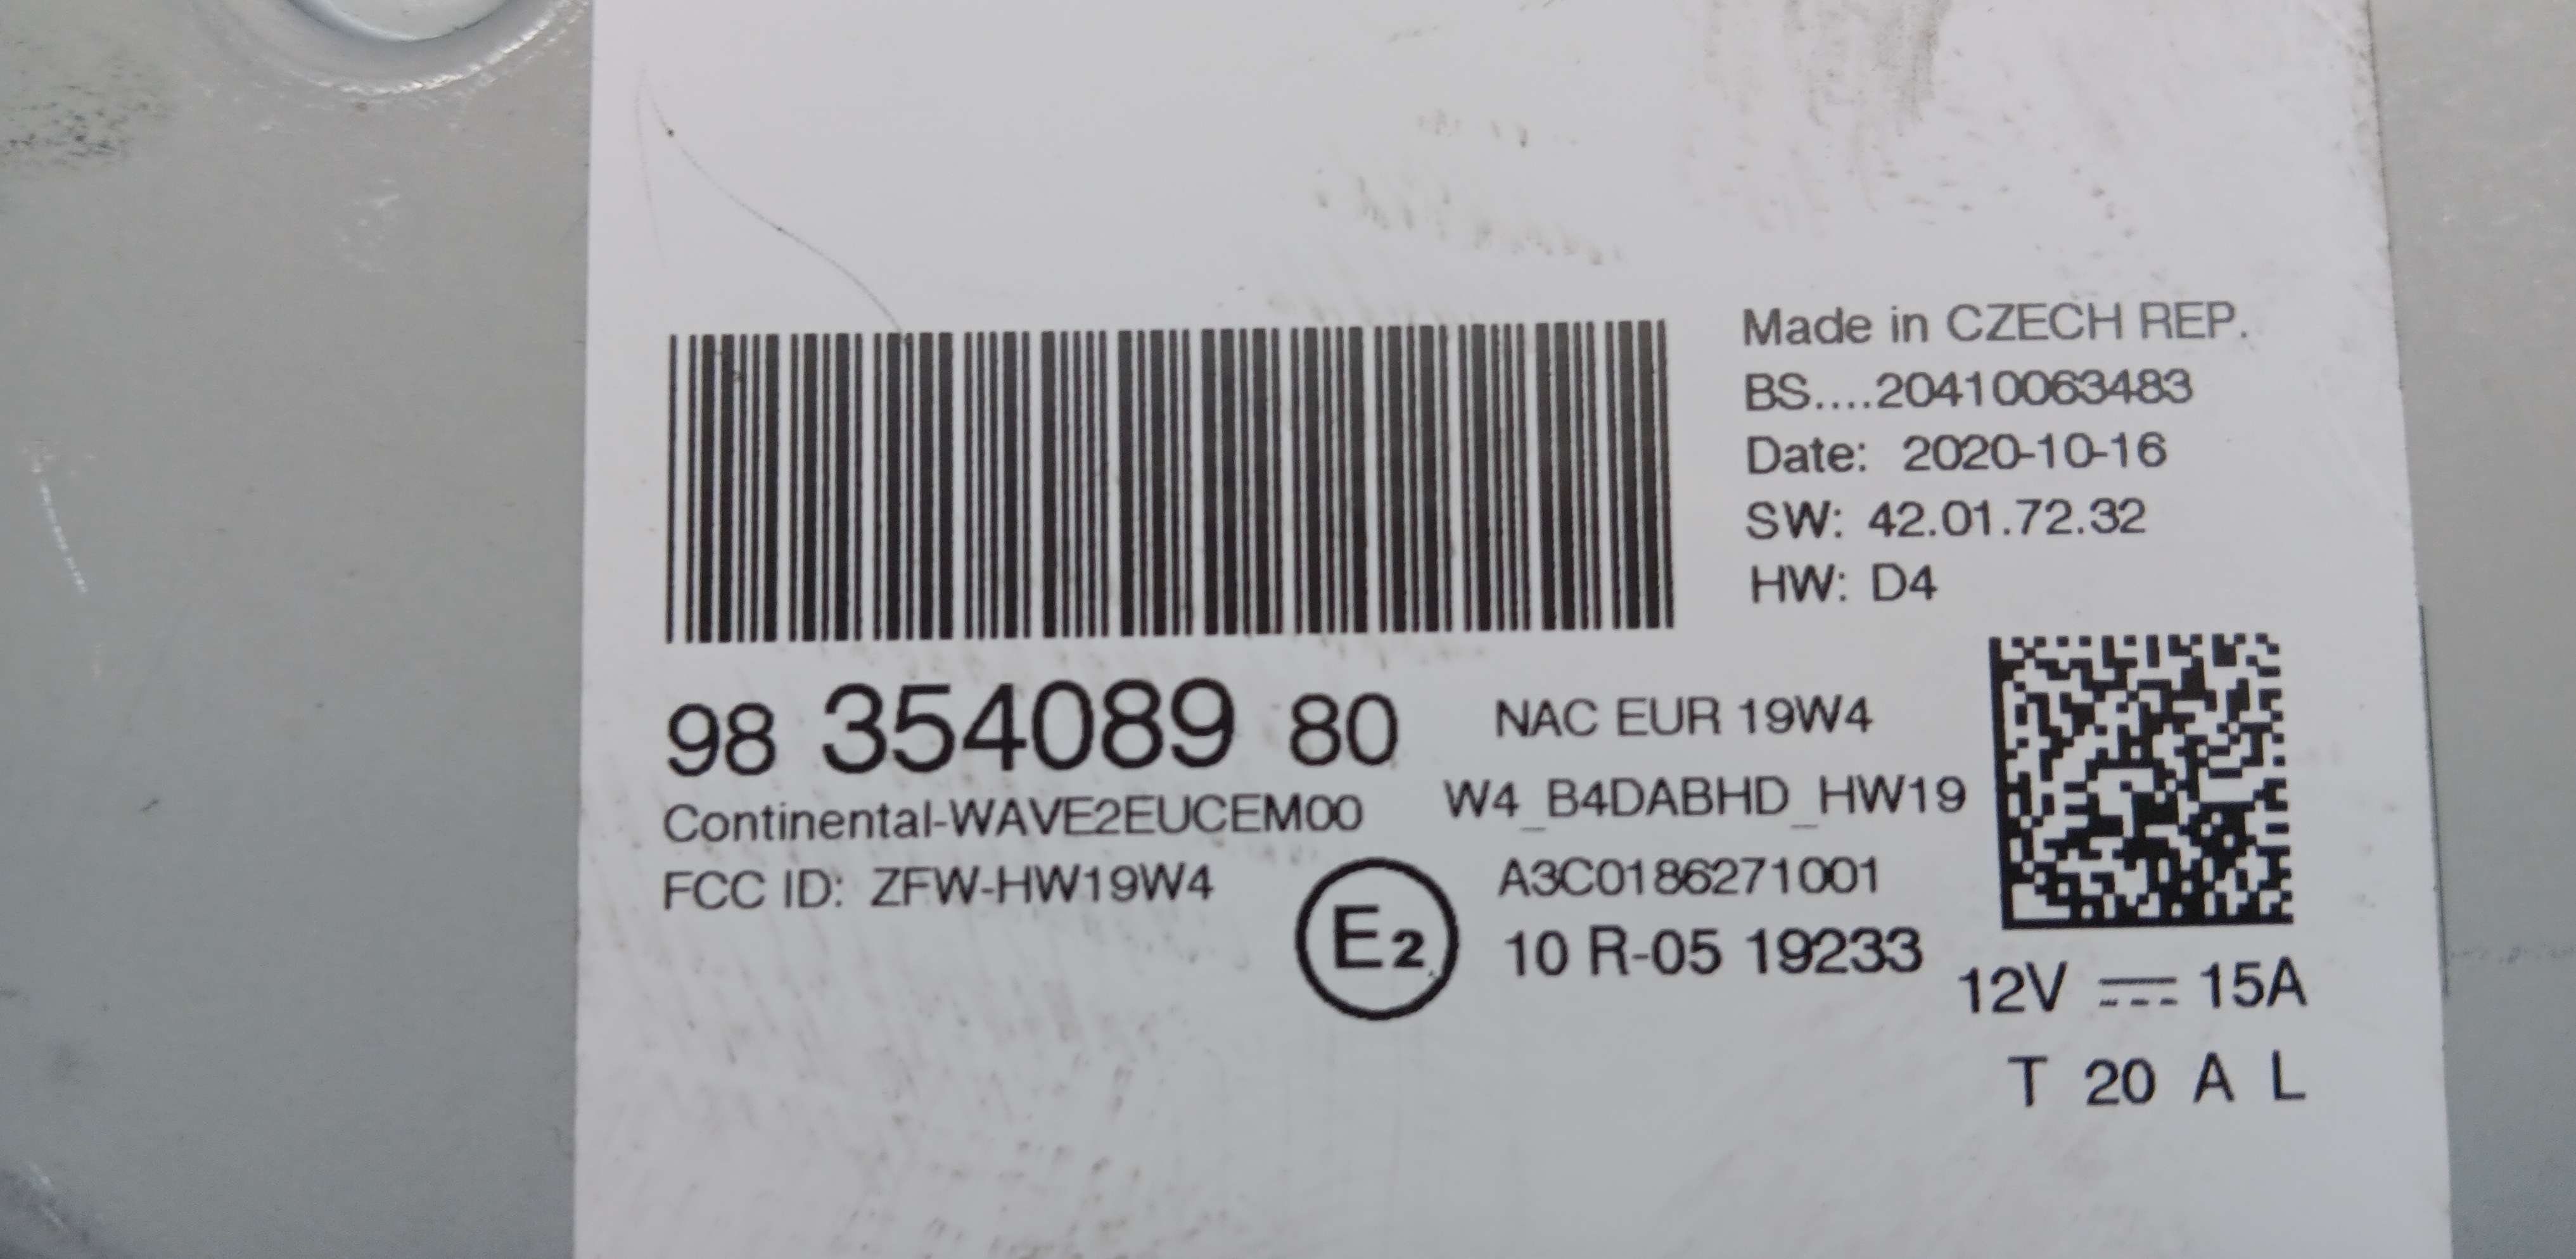 Made in CZECH REP.
BS....20410063483
Date: 2020-10-16
SW: 42.01.72.32
HW: D4
98 354089 80
NAC EUR 19W4
Continental-WAVE2EUCEM00
W4_B4DABHD_HW19
FCC ID: ZFW-HW19W4
A3C0186271001
E2
10 R-05 19233
12V 15A
T 20 A L